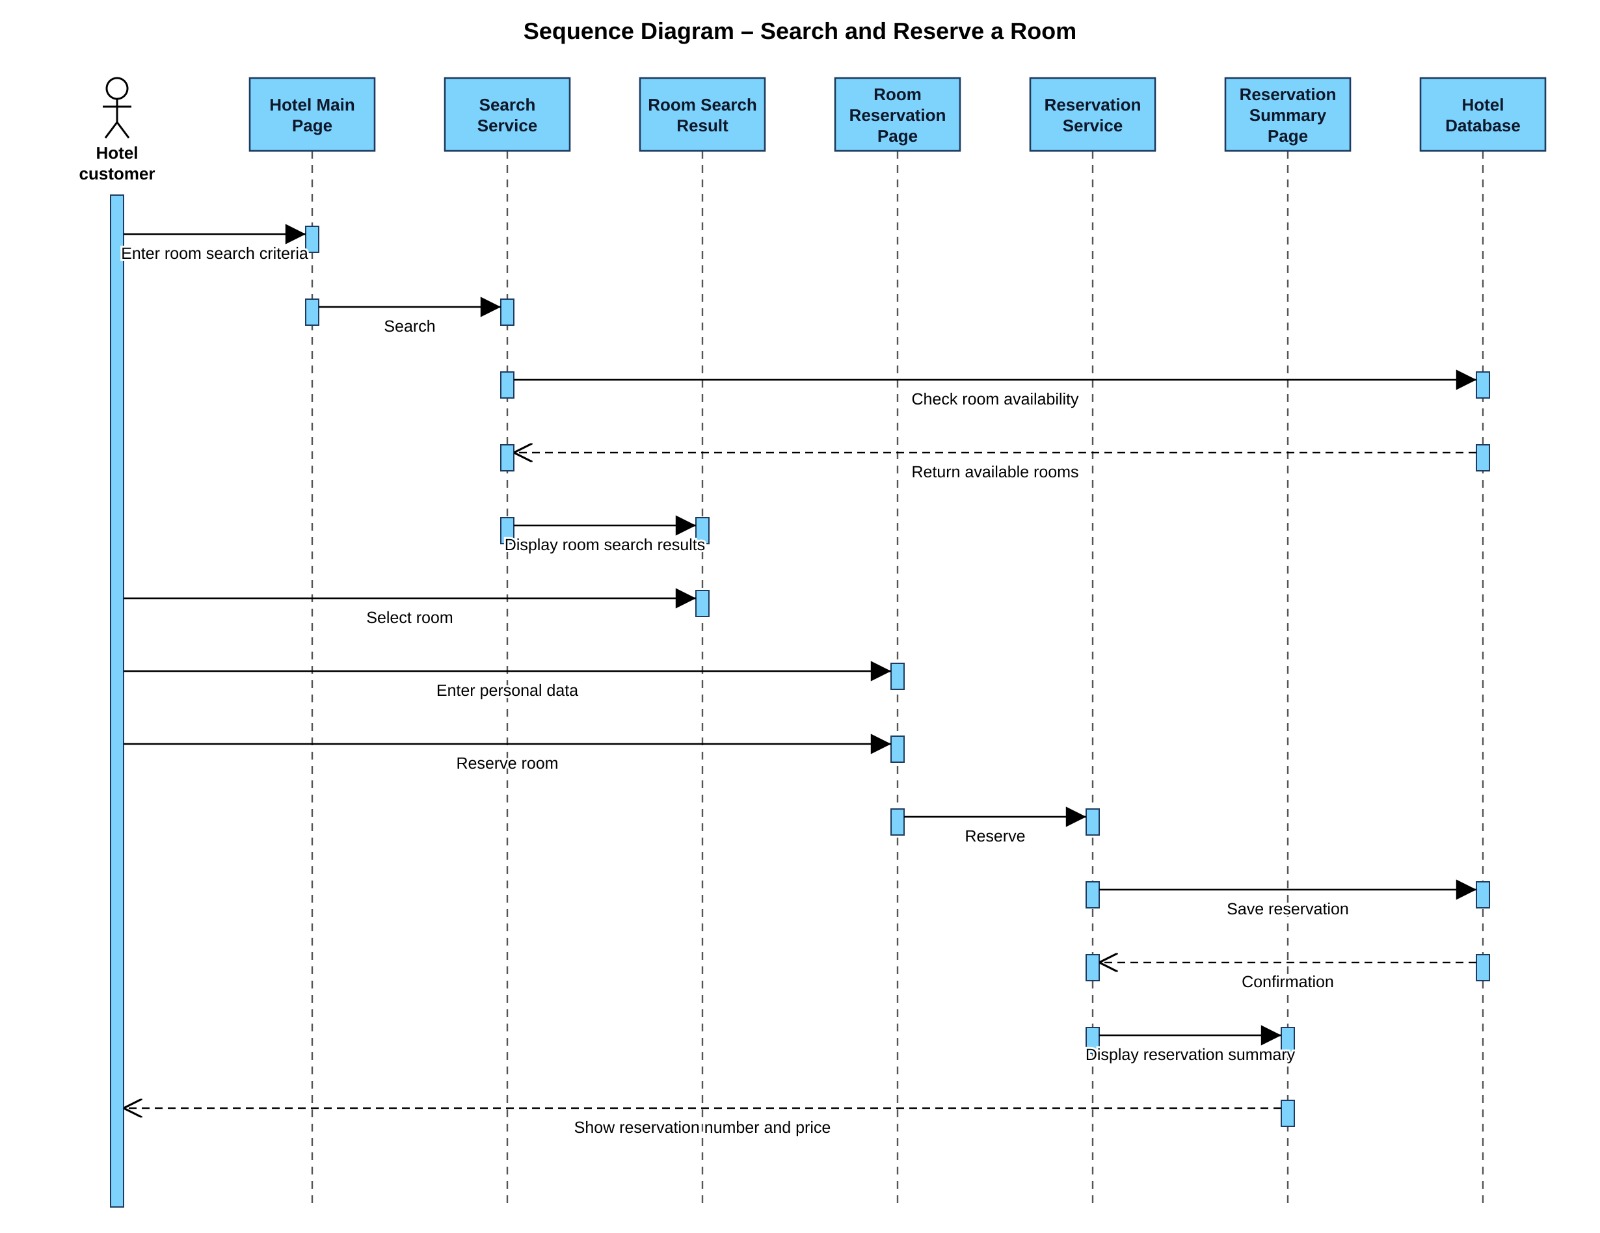 Sequence Diagram – Search and Reserve a Room
Hotel
customer
Hotel Main
Page
Search
Service
Room Search
Result
Room
Reservation
Page
Reservation
Service
Reservation
Summary
Page
Hotel
Database
Enter room search criteria
Search
Check room availability
Return available rooms
Display room search results
Select room
Enter personal data
Reserve room
Reserve
Save reservation
Confirmation
Display reservation summary
Show reservation number and price